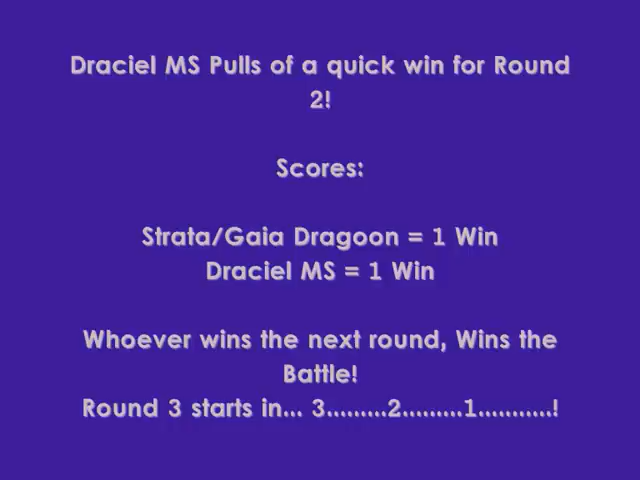 Draciel MS Pulls of a quick win for Round
2!
Scores:
Strata/Gaia Dragoon = 1 Win
Draciel MS = 1 Win
Whoever wins the next round, Wins the
Battle!
Round 3 starts in... 3.........2.........1...........!